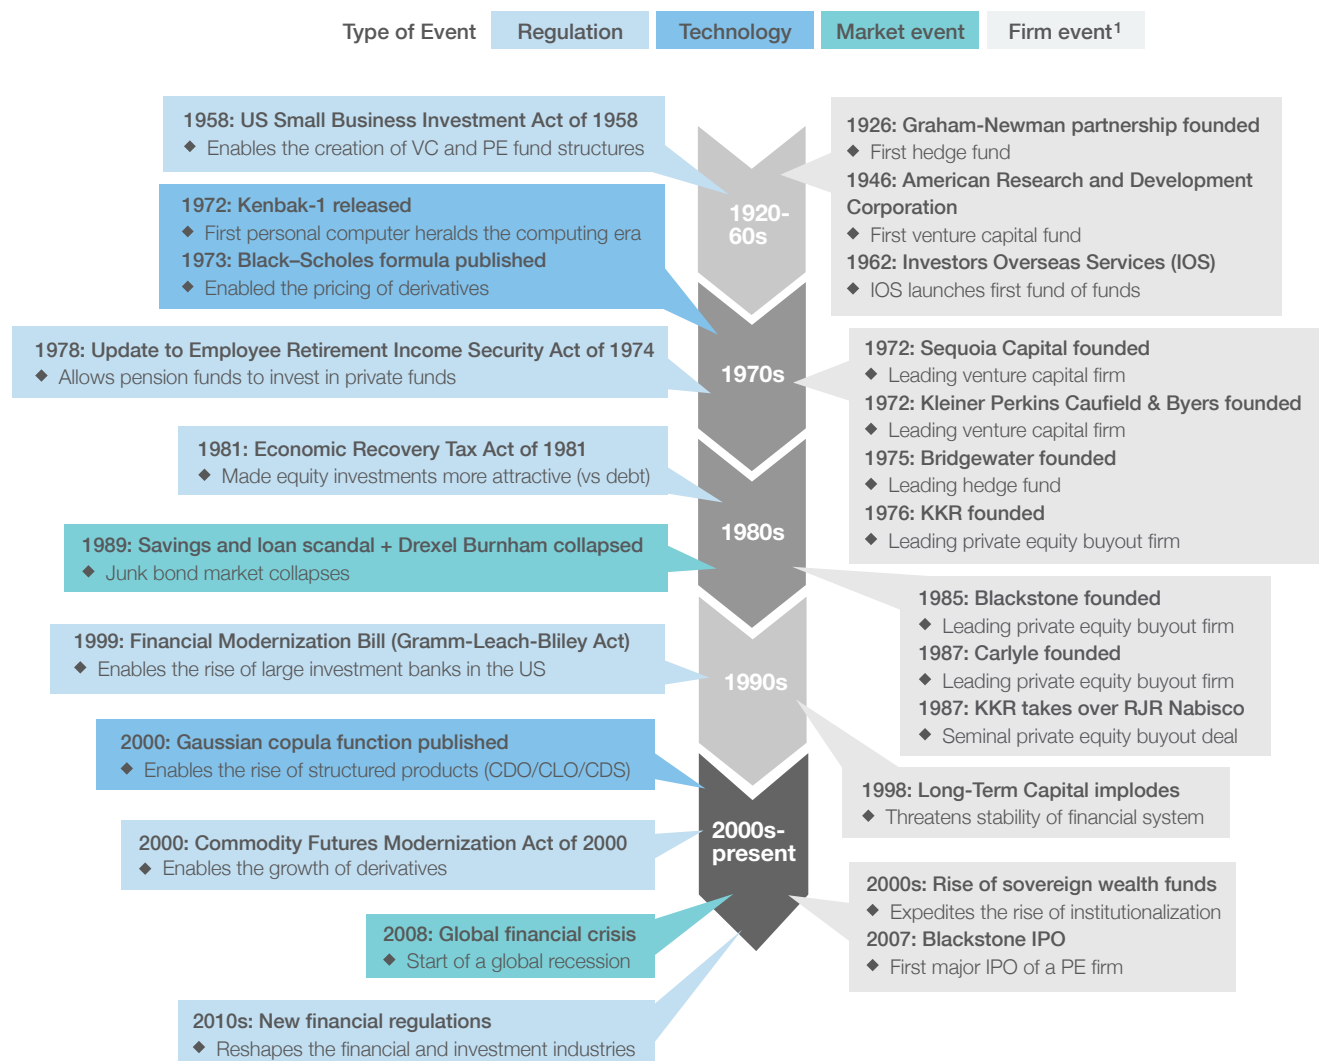 Type of Event
Regulation
Technology
Market event
Firm event¹
1958: US Small Business Investment Act of 1958
◆ Enables the creation of VC and PE fund structures
1972: Kenbak-1 released
◆ First personal computer heralds the computing era
1973: Black–Scholes formula published
◆ Enabled the pricing of derivatives
1978: Update to Employee Retirement Income Security Act of 1974
◆ Allows pension funds to invest in private funds
1981: Economic Recovery Tax Act of 1981
◆ Made equity investments more attractive (vs debt)
1989: Savings and loan scandal + Drexel Burnham collapsed
◆ Junk bond market collapses
1999: Financial Modernization Bill (Gramm-Leach-Bliley Act)
◆ Enables the rise of large investment banks in the US
2000: Gaussian copula function published
◆ Enables the rise of structured products (CDO/CLO/CDS)
2000: Commodity Futures Modernization Act of 2000
◆ Enables the growth of derivatives
2008: Global financial crisis
◆ Start of a global recession
2010s: New financial regulations
◆ Reshapes the financial and investment industries
1920-
60s
1970s
1980s
1990s
2000s-
present
1926: Graham-Newman partnership founded
◆ First hedge fund
1946: American Research and Development
Corporation
◆ First venture capital fund
1962: Investors Overseas Services (IOS)
◆ IOS launches first fund of funds
1972: Sequoia Capital founded
◆ Leading venture capital firm
1972: Kleiner Perkins Caufield & Byers founded
◆ Leading venture capital firm
1975: Bridgewater founded
◆ Leading hedge fund
1976: KKR founded
◆ Leading private equity buyout firm
1985: Blackstone founded
◆ Leading private equity buyout firm
1987: Carlyle founded
◆ Leading private equity buyout firm
1987: KKR takes over RJR Nabisco
◆ Seminal private equity buyout deal
1998: Long-Term Capital implodes
◆ Threatens stability of financial system
2000s: Rise of sovereign wealth funds
◆ Expedites the rise of institutionalization
2007: Blackstone IPO
◆ First major IPO of a PE firm